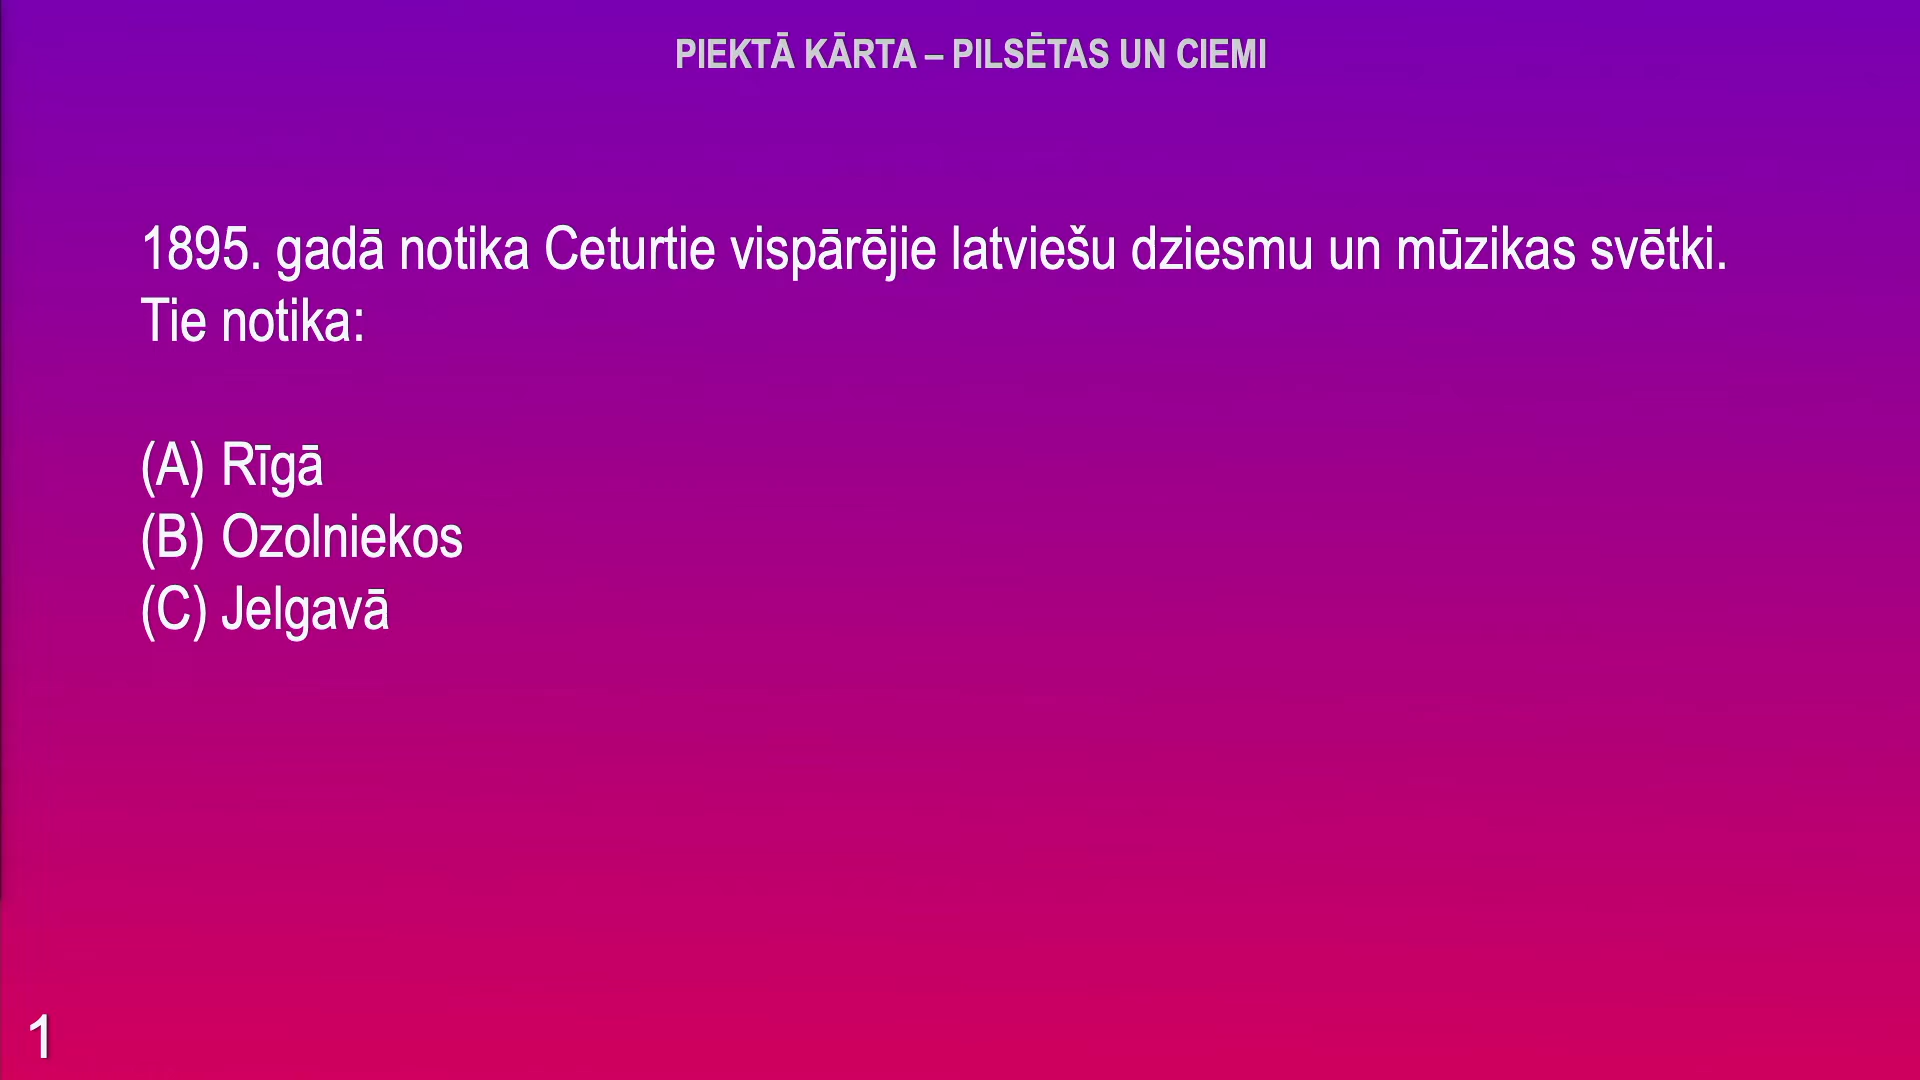 PIEKTĀ KĀRTA – PILSĒTAS UN CIEMI
1895. gadā notika Ceturtie vispārējie latviešu dziesmu un mūzikas svētki.
Tie notika:
(A) Rīgā
(B) Ozolniekos
(C) Jelgavā
1